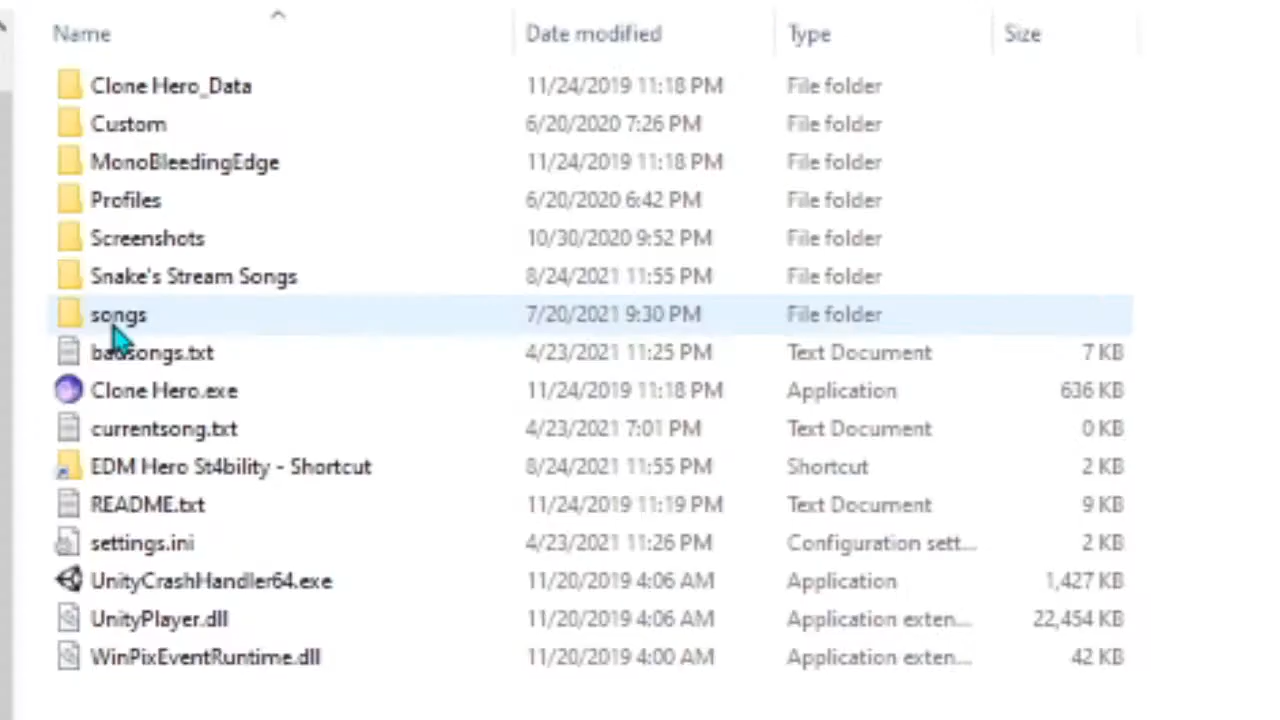 Name Date modified Type Size
Clone Hero_Data 11/24/2019 11:18 PM File folder
Custom 6/20/2020 7:26 PM File folder
MonoBleedingEdge 11/24/2019 11:18 PM File folder
Profiles 6/20/2020 6:42 PM File folder
Screenshots 10/30/2020 9:52 PM File folder
Snake's Stream Songs 8/24/2021 11:55 PM File folder
songs 7/20/2021 9:30 PM File folder
badsongs.txt 4/23/2021 11:25 PM Text Document 7 KB
Clone Hero.exe 11/24/2019 11:18 PM Application 636 KB
currentsong.txt 4/23/2021 7:01 PM Text Document 0 KB
EDM Hero St4bility - Shortcut 8/24/2021 11:55 PM Shortcut 2 KB
README.txt 11/24/2019 11:19 PM Text Document 9 KB
settings.ini 4/23/2021 11:26 PM Configuration sett... 2 KB
UnityCrashHandler64.exe 11/20/2019 4:06 AM Application 1,427 KB
UnityPlayer.dll 11/20/2019 4:06 AM Application exten... 22,454 KB
WinPixEventRuntime.dll 11/20/2019 4:00 AM Application exten... 42 KB